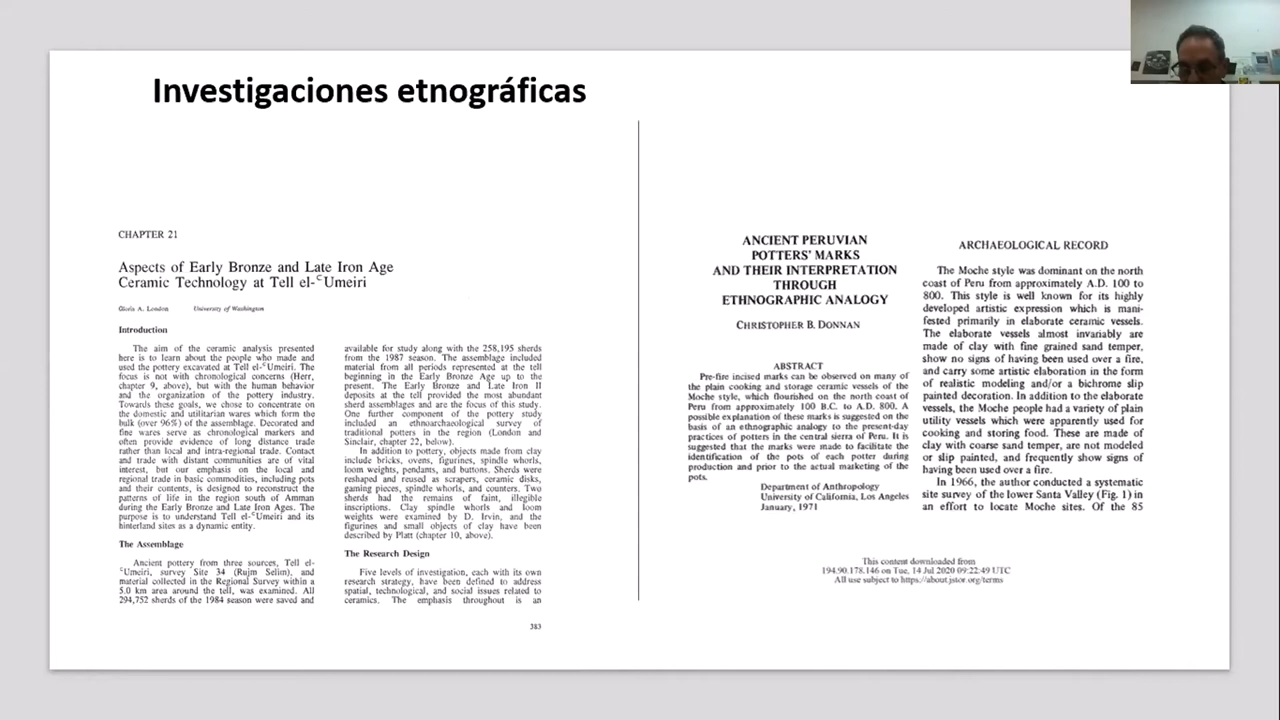 Investigaciones etnográficas
CHAPTER 21
Aspects of Early Bronze and Late Iron Age
Ceramic Technology at Tell el-ʿUmeiri
Gloria A. London University of Washington
Introduction
The aim of the ceramic analysis presented
here is to learn about the people who made and
used the pottery excavated at Tell el-ʿUmeiri. The
focus is not with chronological concerns (Herr,
chapter 9, above), but with the human behavior
and the organization of the pottery industry.
Towards these goals, we chose to concentrate on
the domestic and utilitarian wares which form the
bulk (over 96%) of the assemblage. Decorated and
fine wares serve as chronological markers and
often provide evidence of long distance trade
rather than local and intra-regional trade. Contact
and trade with distant communities are of vital
interest, but our emphasis on the local and
regional trade in basic commodities, including pots
and their contents, is designed to reconstruct the
patterns of life in the region south of Amman
during the Early Bronze and Late Iron Ages. The
purpose is to understand Tell el-ʿUmeiri and its
hinterland sites as a dynamic entity.
The Assemblage
Ancient pottery from three sources, Tell el-
ʿUmeiri, survey Site 34 (Rujm Selim), and
material collected in the Regional Survey within a
5.0 km area around the tell, was examined. All
294,752 sherds of the 1984 season were saved and
available for study along with the 258,195 sherds
from the 1987 season. The assemblage included
material from all periods represented at the tell
beginning in the Early Bronze Age up to the
present. The Early Bronze and Late Iron II
deposits at the tell provided the most abundant
sherd assemblages and are the focus of this study.
One further component of the pottery study
included an ethnoarchaeological survey of
traditional potters in the region (London and
Sinclair, chapter 22, below).
In addition to pottery, objects made from clay
include bricks, ovens, figurines, spindle whorls,
loom weights, pendants, and buttons. Sherds were
reshaped and reused as scrapers, ceramic disks,
gaming pieces, spindle whorls, and counters. Two
sherds had the remains of faint, illegible
inscriptions. Clay spindle whorls and loom
weights were examined by D. Irvin, and the
figurines and small objects of clay have been
described by Platt (chapter 10, above).
The Research Design
Five levels of investigation, each with its own
research strategy, have been defined to address
spatial, technological, and social issues related to
ceramics. The emphasis throughout is an
383
ANCIENT PERUVIAN
POTTERS' MARKS
AND THEIR INTERPRETATION
THROUGH
ETHNOGRAPHIC ANALOGY
CHRISTOPHER B. DONNAN
ABSTRACT
Pre-fire incised marks can be observed on many of
the plain cooking and storage ceramic vessels of the
Moche style, which flourished on the north coast of
Peru from approximately 100 B.C. to A.D. 800. A
possible explanation of these marks is suggested on the
basis of an ethnographic analogy to the present-day
practices of potters in the central sierra of Peru. It is
suggested that the marks were made to facilitate the
identification of the pots of each potter during
production and prior to the actual marketing of the
pots.
Department of Anthropology
University of California, Los Angeles
January, 1971
ARCHAEOLOGICAL RECORD
The Moche style was dominant on the north
coast of Peru from approximately A.D. 100 to
800. This style is well known for its highly
developed artistic expression which is mani-
fested primarily in elaborate ceramic vessels.
The elaborate vessels almost invariably are
made of clay with fine grained sand temper,
show no signs of having been used over a fire,
and carry some artistic elaboration in the form
of realistic modeling and/or a bichrome slip
painted decoration. In addition to the elaborate
vessels, the Moche people had a variety of plain
utility vessels which were apparently used for
cooking and storing food. These are made of
clay with coarse sand temper, are not modeled
or slip painted, and frequently show signs of
having been used over a fire.
In 1966, the author conducted a systematic
site survey of the lower Santa Valley (Fig. 1) in
an effort to locate Moche sites. Of the 85
This content downloaded from
194.90.178.146 on Tue, 14 Jul 2020 09:22:49 UTC
All use subject to https://about.jstor.org/terms